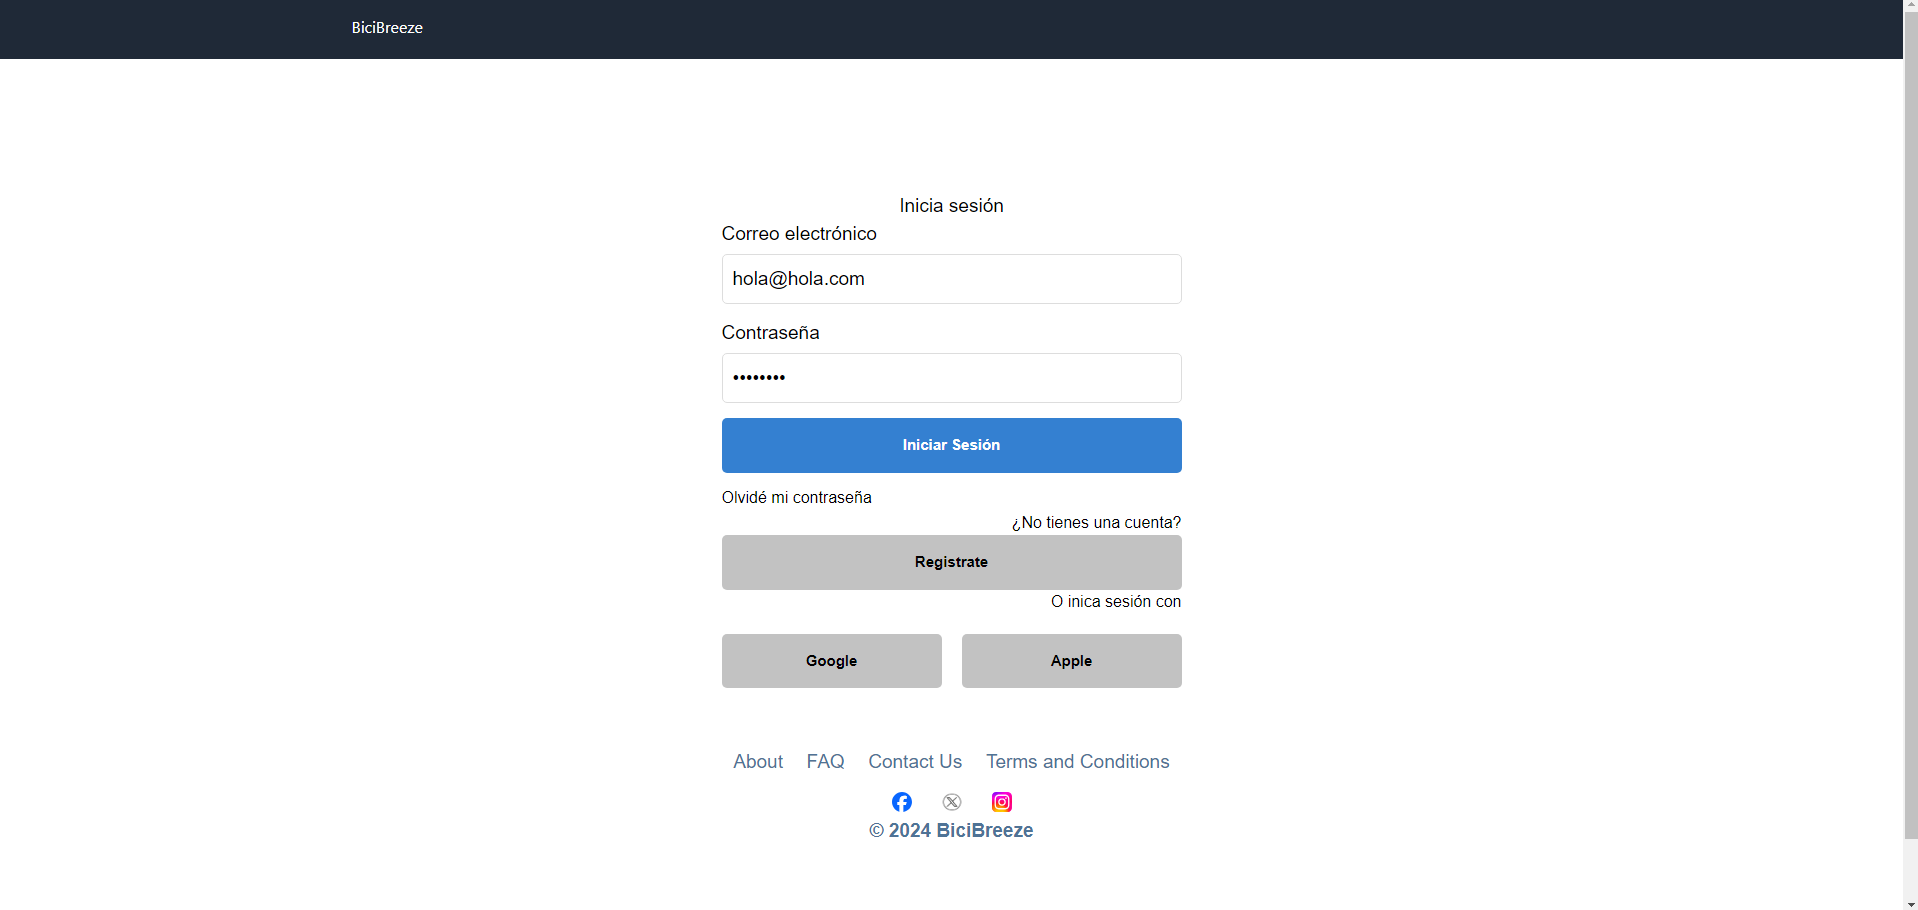 BiciBreeze
Inicia sesión
Correo electrónico
hola@hola.com
Contraseña
••••••••
Iniciar Sesión
Olvidé mi contraseña
¿No tienes una cuenta?
Registrate
O inica sesión con
Google Apple
About FAQ Contact Us Terms and Conditions
© 2024 BiciBreeze